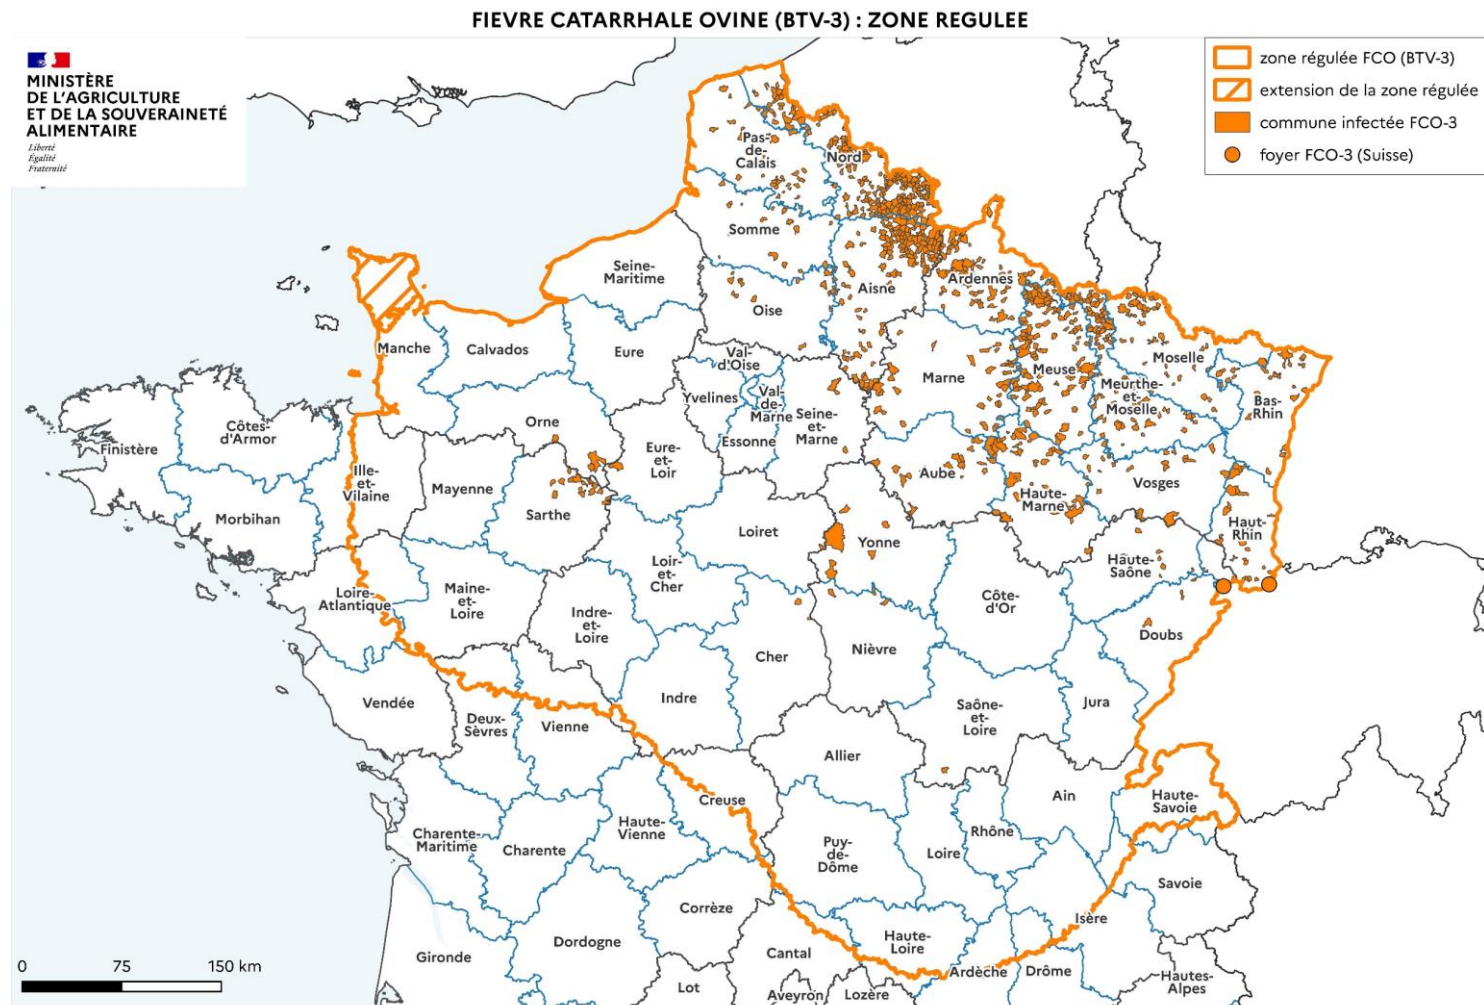 FIEVRE CATARRHALE OVINE (BTV-3) : ZONE REGULEE
MINISTÈRE
DE L'AGRICULTURE
ET DE LA SOUVERAINETÉ
ALIMENTAIRE
Liberté
Égalité
Fraternité
zone régulée FCO (BTV-3)
extension de la zone régulée
commune infectée FCO-3
foyer FCO-3 (Suisse)
Pas-
de-
Calais
Nord
Somme
Seine-
Maritime
Oise
Aisne
Ardennes
Manche
Calvados
Eure
Val-
d'Oise
Yvelines
Val-
de-
Marne
Essonne
Seine-
et-
Marne
Marne
Meuse
Moselle
Meurthe-
et-
Moselle
Bas-
Rhin
Finistère
Côtes-
d'Armor
Morbihan
Ille-
et-
Vilaine
Mayenne
Orne
Sarthe
Eure-
et-
Loir
Aube
Haute-
Marne
Vosges
Haut-
Rhin
Loiret
Yonne
Haute-
Saône
Loire-
Atlantique
Maine-
et-
Loire
Indre-
et-
Loire
Loir-
et-
Cher
Côte-
d'Or
Doubs
Cher
Nièvre
Vendée
Deux-
Sèvres
Vienne
Indre
Saône-
et-
Loire
Jura
Allier
Creuse
Ain
Haute-
Savoie
Charente-
Maritime
Charente
Haute-
Vienne
Puy-
de-
Dôme
Loire
Rhône
Savoie
Isère
Gironde
Dordogne
Corrèze
Cantal
Haute-
Loire
Ardèche
Drôme
Hautes-
Alpes
Lot
Aveyron
Lozère
0 75 150 km